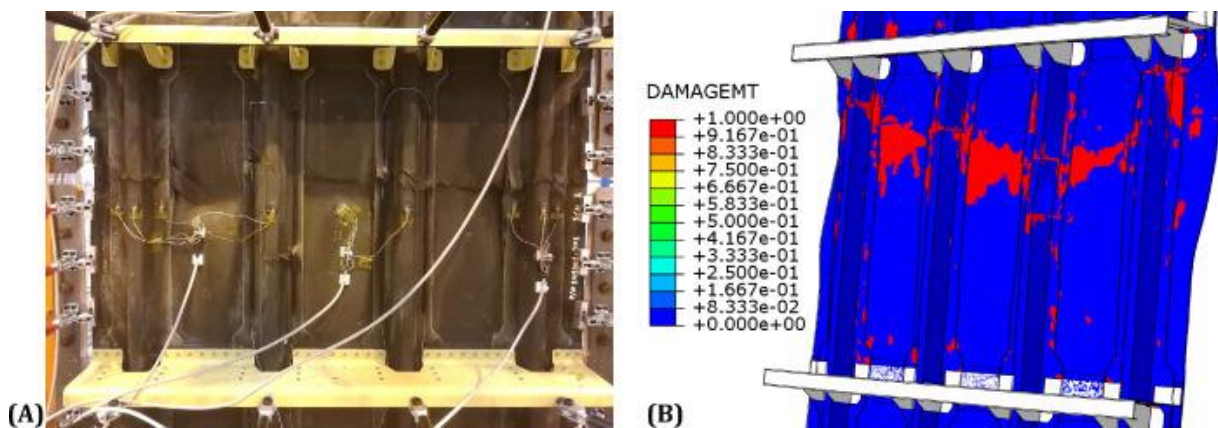 (A)
DAMAGEMT
+1.000e+00
+9.167e-01
+8.333e-01
+7.500e-01
+6.667e-01
+5.833e-01
+5.000e-01
+4.167e-01
+3.333e-01
+2.500e-01
+1.667e-01
+8.333e-02
+0.000e+00
(B)